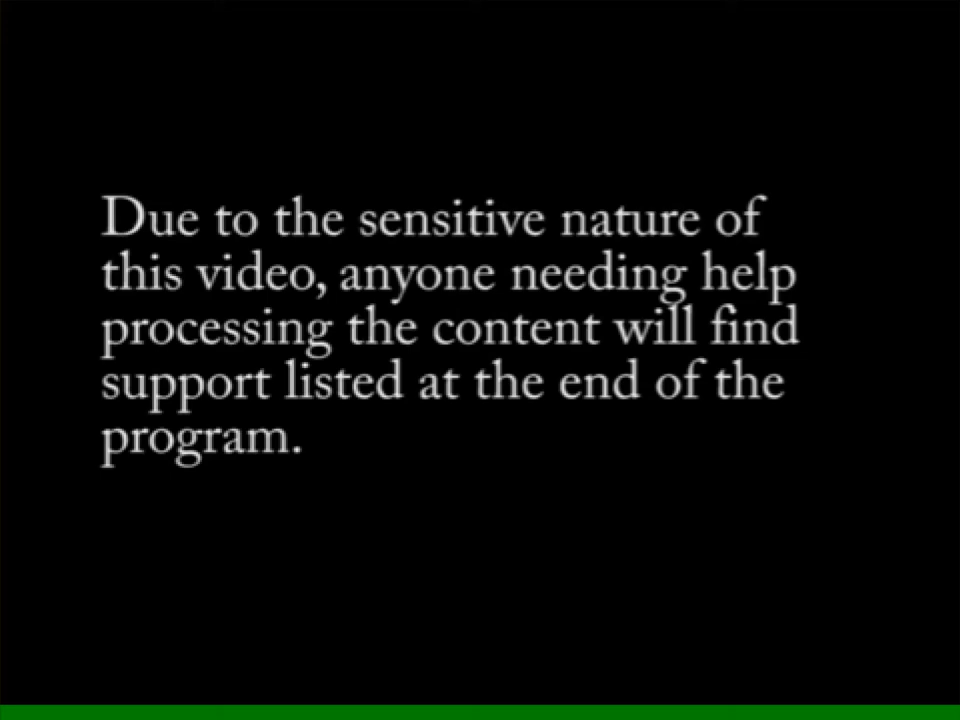 Due to the sensitive nature of
this video, anyone needing help
processing the content will find
support listed at the end of the
program.